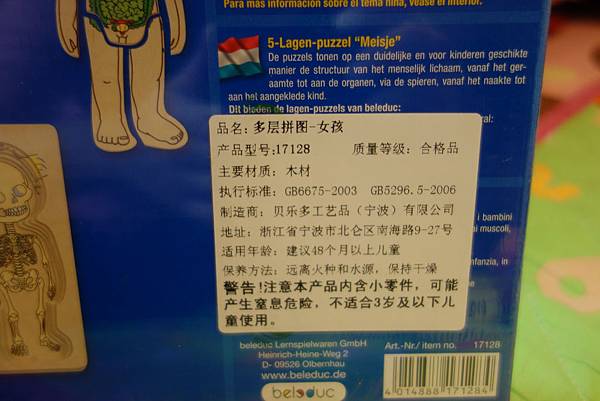 Para más información sobre el tema niña, véase el interior.
5-Lagen-puzzel “Meisje”
De puzzels tonen op een duidelijke en voor kinderen geschikte
manier de structuur van het menselijk lichaam, vanaf het ger-
aamte tot aan de organen, via de spieren, vanaf het naakte tot
aan het aangeklede kind.
Dit bieden de lagen-puzzels van beleduc:
品名:多层拼图-女孩
产品型号:17128 质量等级:合格品
主要材质:木材
执行标准:GB6675-2003 GB5296.5-2006
制造商:贝乐多工艺品(宁波)有限公司
地址:浙江省宁波市北仑区南海路9-27号
适用年龄:建议48个月以上儿童
保养方法:远离火种和水源,保持干燥
警告!注意本产品内含小零件,可能
产生窒息危险,不适合3岁及以下儿
童使用。
i bambini
i muscoli,
nfanzia, in
beleduc Lernspielwaren GmbH
Heinrich-Heine-Weg 2
D- 09526 Olbernhau
www.beleduc.de
beleduc
Art.-Nr./ item no. 17128
4 014888 171284